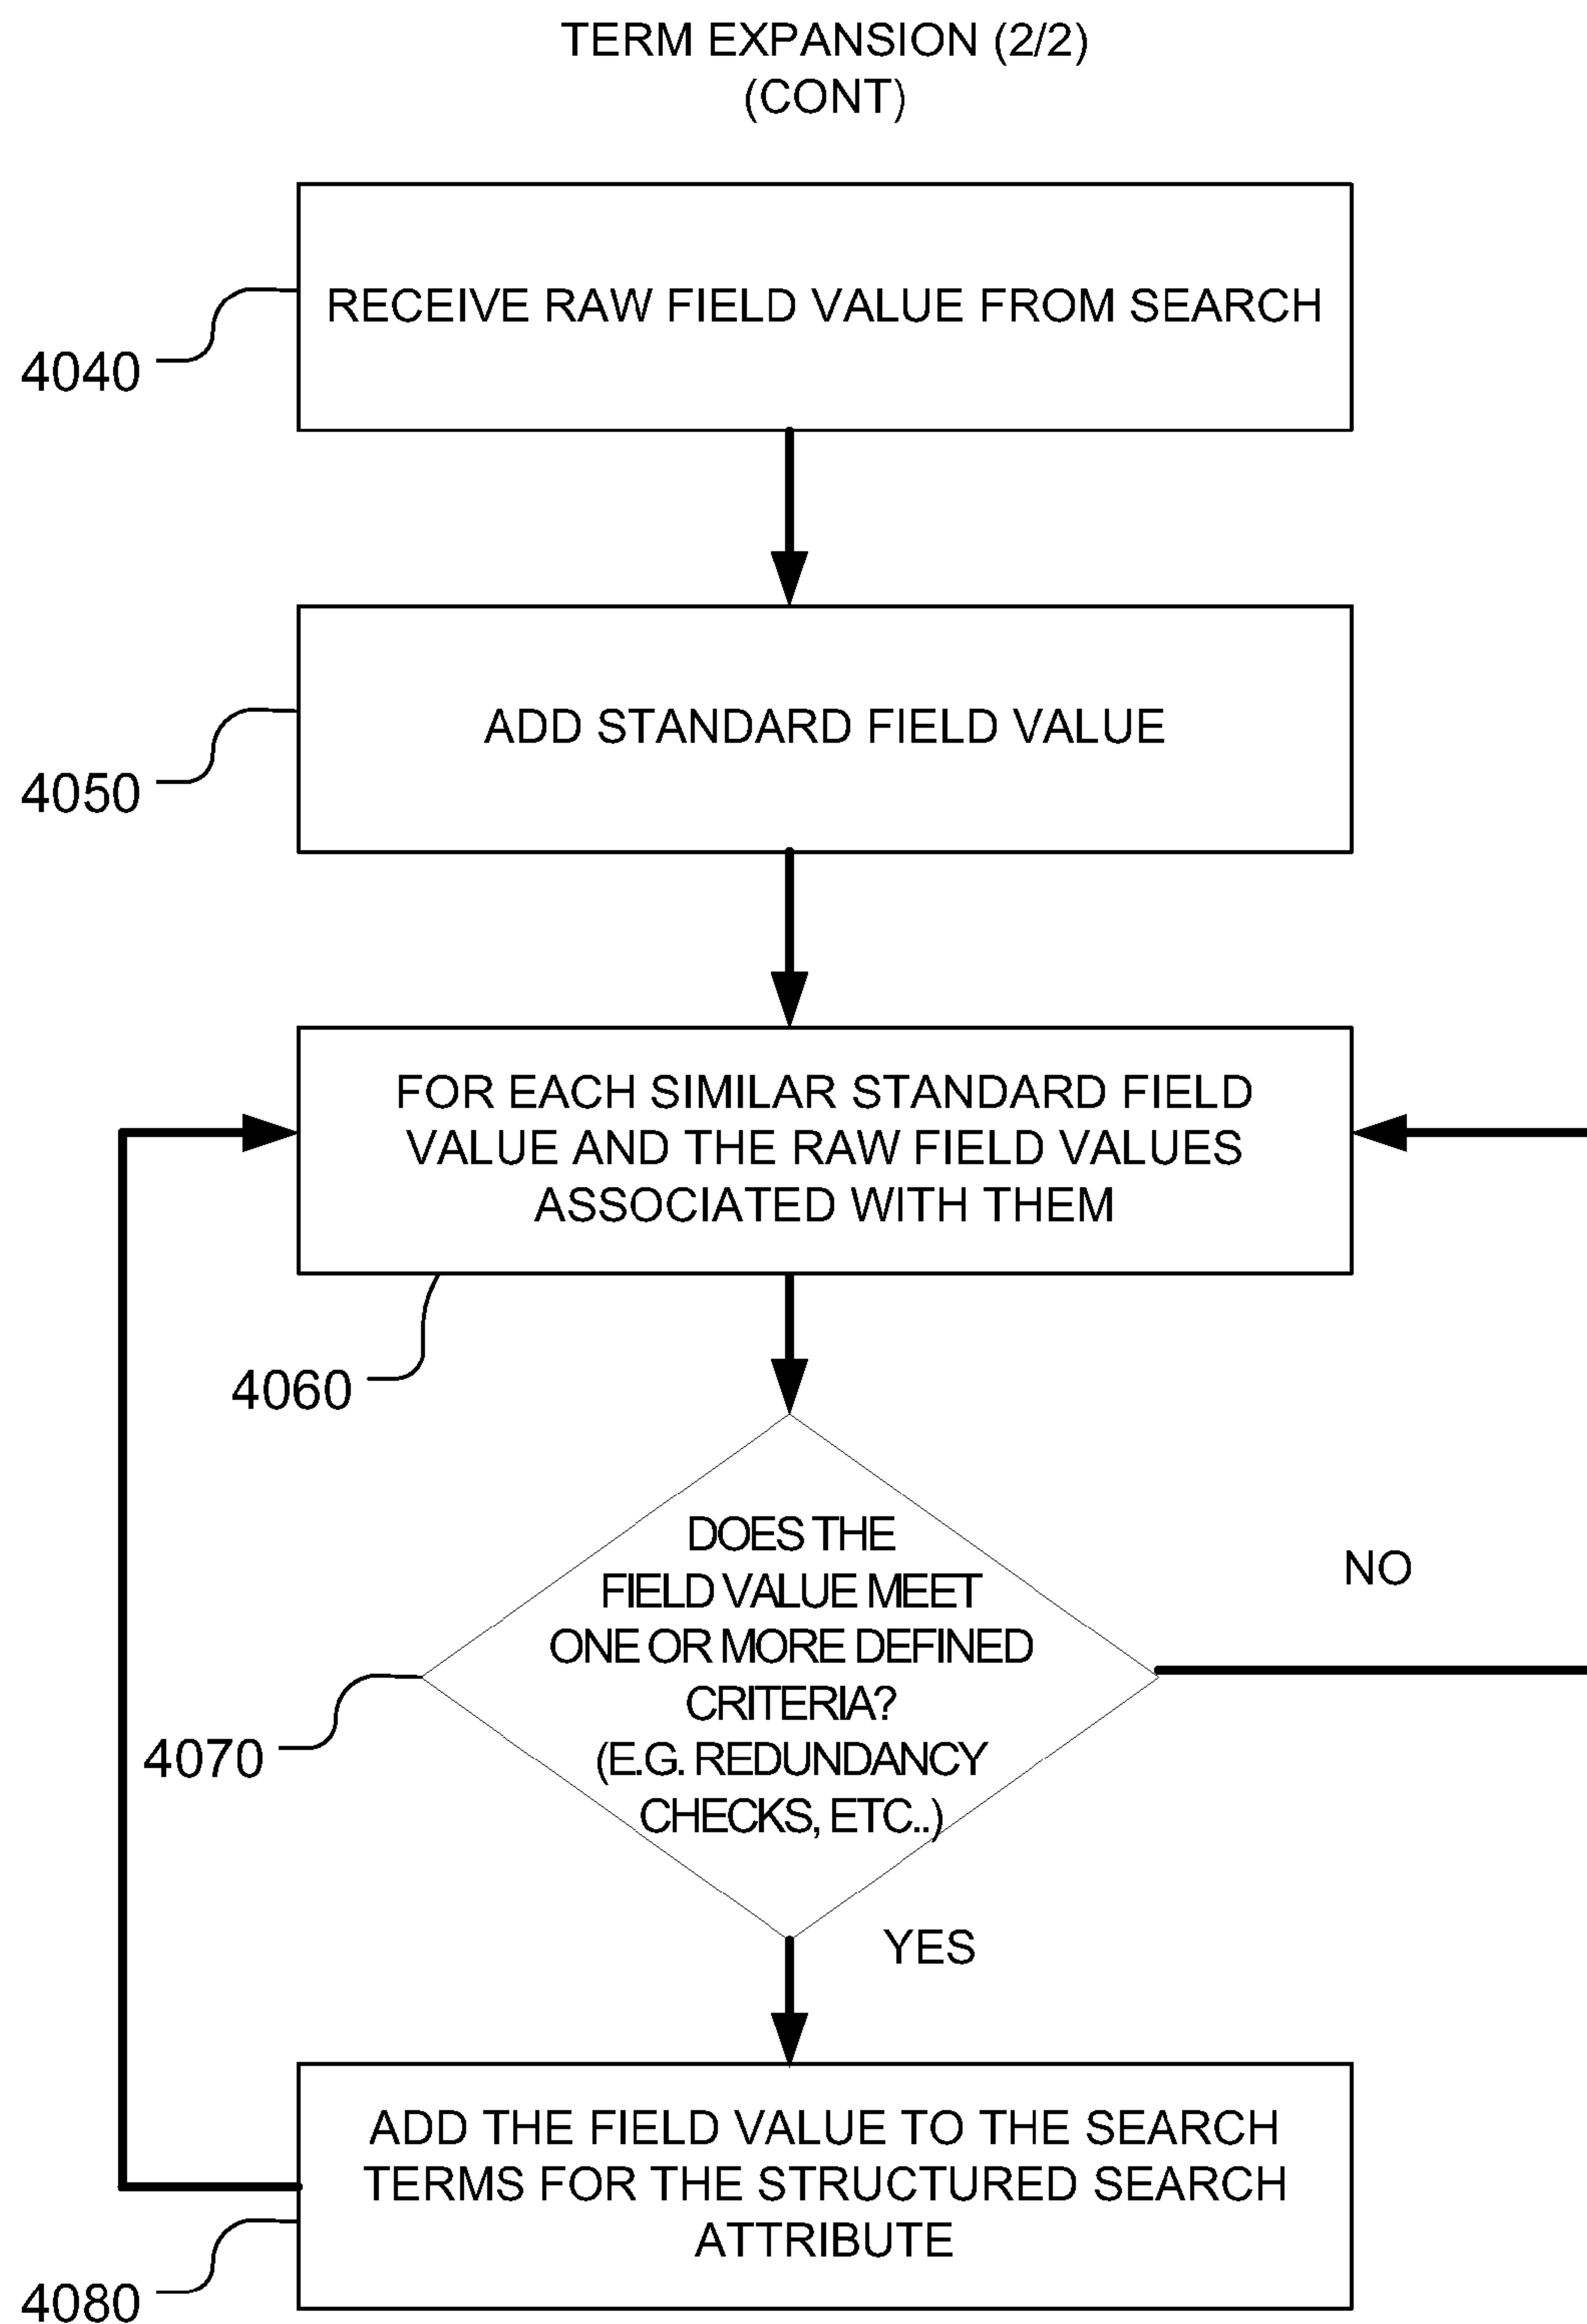 TERM EXPANSION (2/2)
(CONT)
RECEIVE RAW FIELD VALUE FROM SEARCH
4040
ADD STANDARD FIELD VALUE
4050
FOR EACH SIMILAR STANDARD FIELD
VALUE AND THE RAW FIELD VALUES
ASSOCIATED WITH THEM
4060
DOES THE
FIELD VALUE MEET
ONE OR MORE DEFINED
CRITERIA?
(E.G. REDUNDANCY
CHECKS, ETC..)
NO
4070
YES
ADD THE FIELD VALUE TO THE SEARCH
TERMS FOR THE STRUCTURED SEARCH
ATTRIBUTE
4080